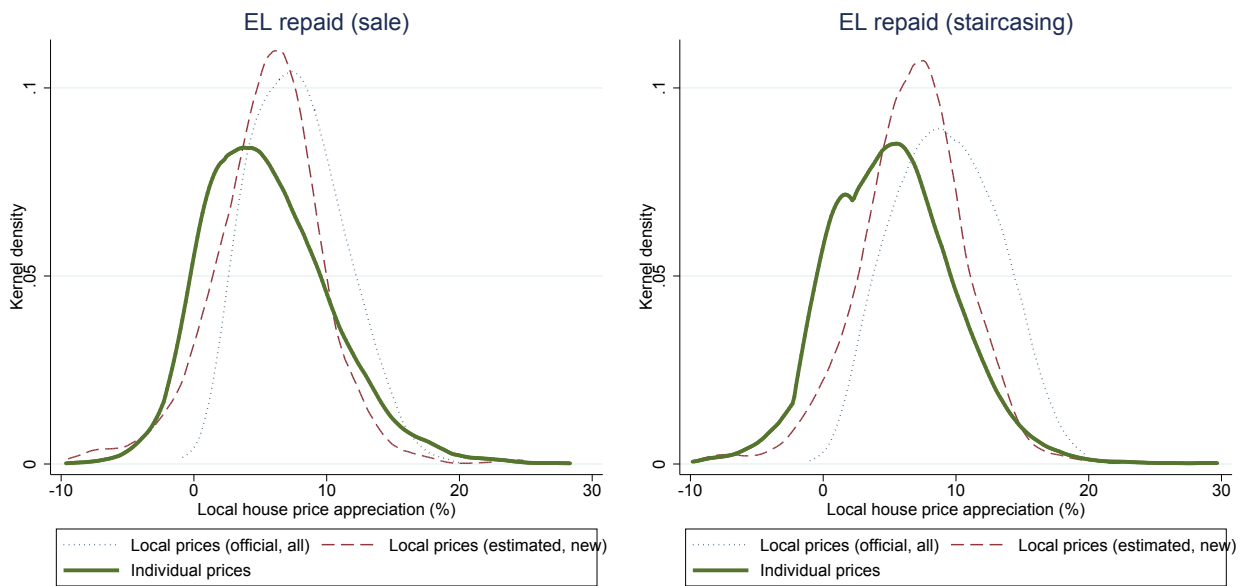 EL repaid (sale)
Kernel density
0 .05 .1
-10 0 10 20 30
Local house price appreciation (%)
Local prices (official, all) Local prices (estimated, new)
Individual prices
EL repaid (staircasing)
Kernel density
0 .05 .1
-10 0 10 20 30
Local house price appreciation (%)
Local prices (official, all) Local prices (estimated, new)
Individual prices